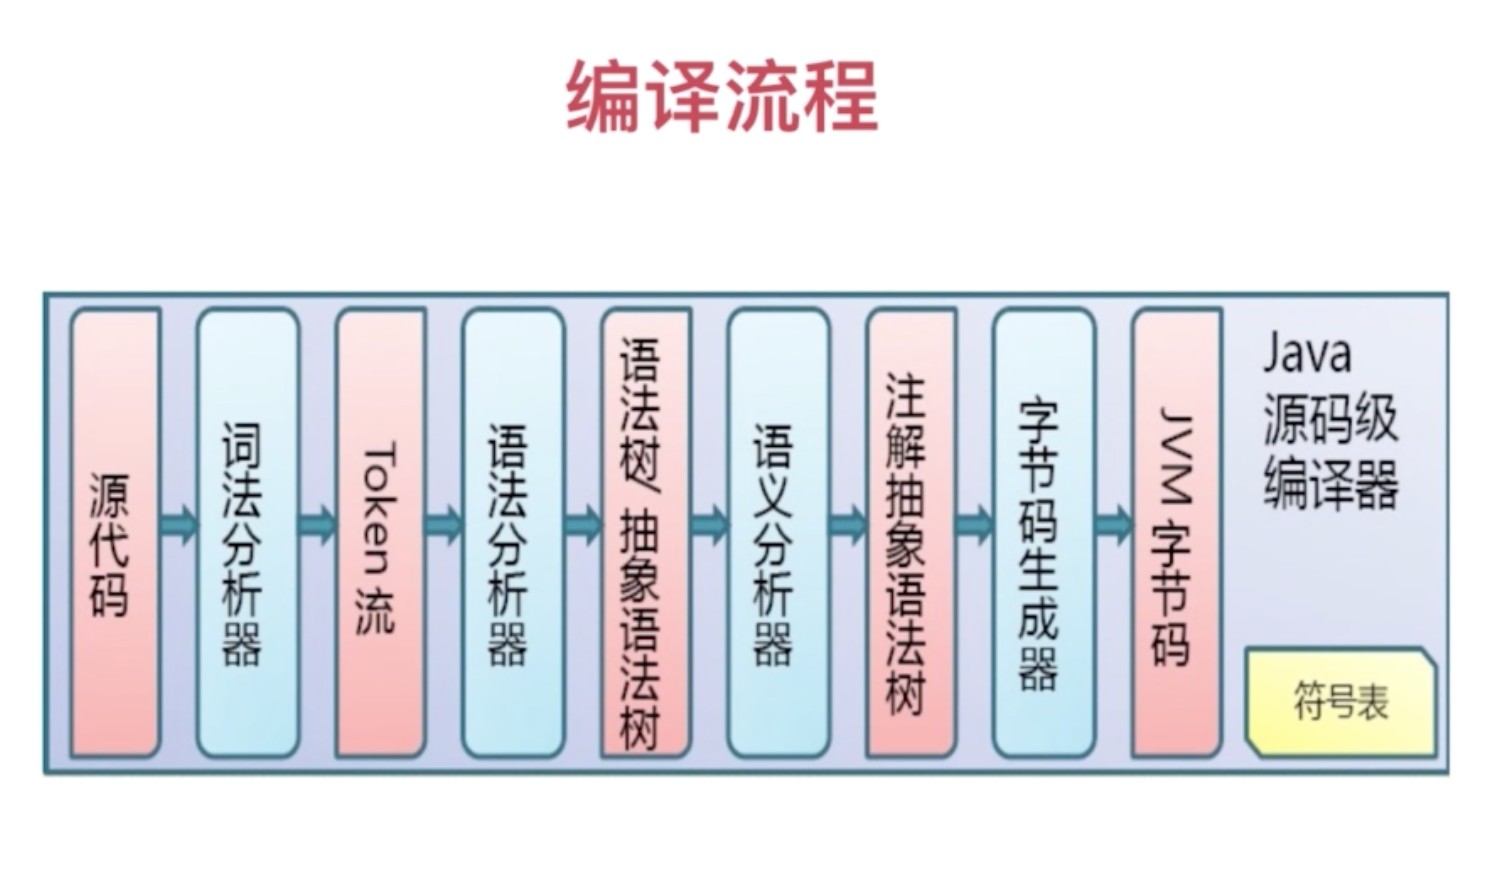 编译流程
源代码
词法分析器
Token 流
语法分析器
语法树/ 抽象语法树
语义分析器
注解抽象语法树
字节码生成器
JVM 字节码
Java
源码级
编译器
符号表